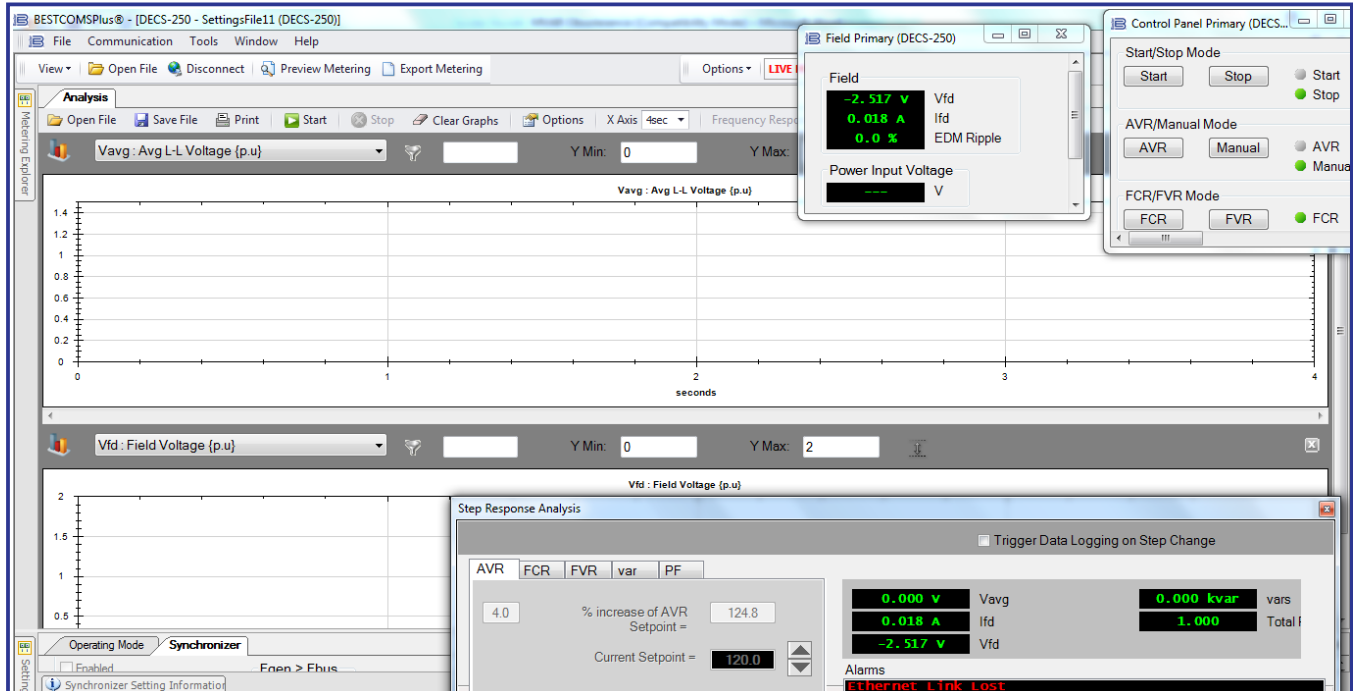 BESTCOMSPlus® - [DECS-250 - SettingsFile11 (DECS-250)]
File Communication Tools Window Help
View Open File Disconnect Preview Metering Export Metering Options LIVE
Metering Explorer
Analysis
Open File Save File Print Start Stop Clear Graphs Options X Axis 4sec Frequency Respo
Vavg : Avg L-L Voltage {p.u} Y Min: 0 Y Max:
Vavg : Avg L-L Voltage {p.u}
1.4
1.2
1
0.8
0.6
0.4
0.2
0
0 1 2 3 4
seconds
Vfd : Field Voltage {p.u} Y Min: 0 Y Max: 2
Vfd : Field Voltage {p.u}
2
1.5
1
0.5
Operating Mode Synchronizer
Enabled Egen > Ebus
Synchronizer Setting Information
Setting
Field Primary (DECS-250)
Field
-2.517 V Vfd
0.018 A Ifd
0.0 % EDM Ripple
Power Input Voltage
--- V
Control Panel Primary (DECS...
Start/Stop Mode
Start Stop Start
Stop
AVR/Manual Mode
AVR Manual AVR
Manua
FCR/FVR Mode
FCR FVR FCR
Step Response Analysis
Trigger Data Logging on Step Change
AVR FCR FVR var PF
4.0 % increase of AVR Setpoint = 124.8
Current Setpoint = 120.0
0.000 V Vavg 0.000 kvar vars
0.018 A Ifd 1.000 Total
-2.517 V Vfd
Alarms
Ethernet Link Lost